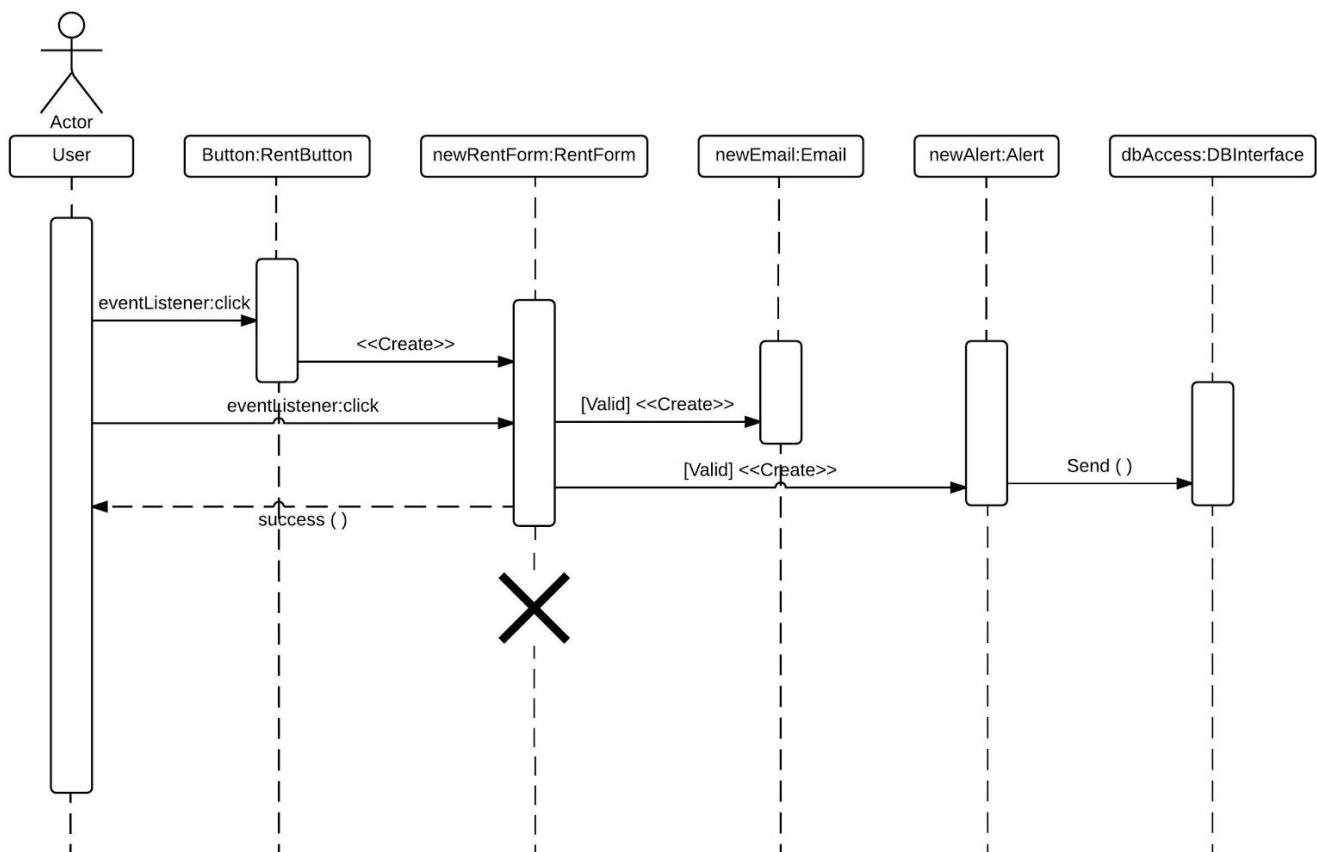 Actor
User
Button:RentButton
newRentForm:RentForm
newEmail:Email
newAlert:Alert
dbAccess:DBInterface
eventListener:click
<<Create>>
eventListener:click
[Valid] <<Create>>
[Valid] <<Create>>
Send ( )
success ( )